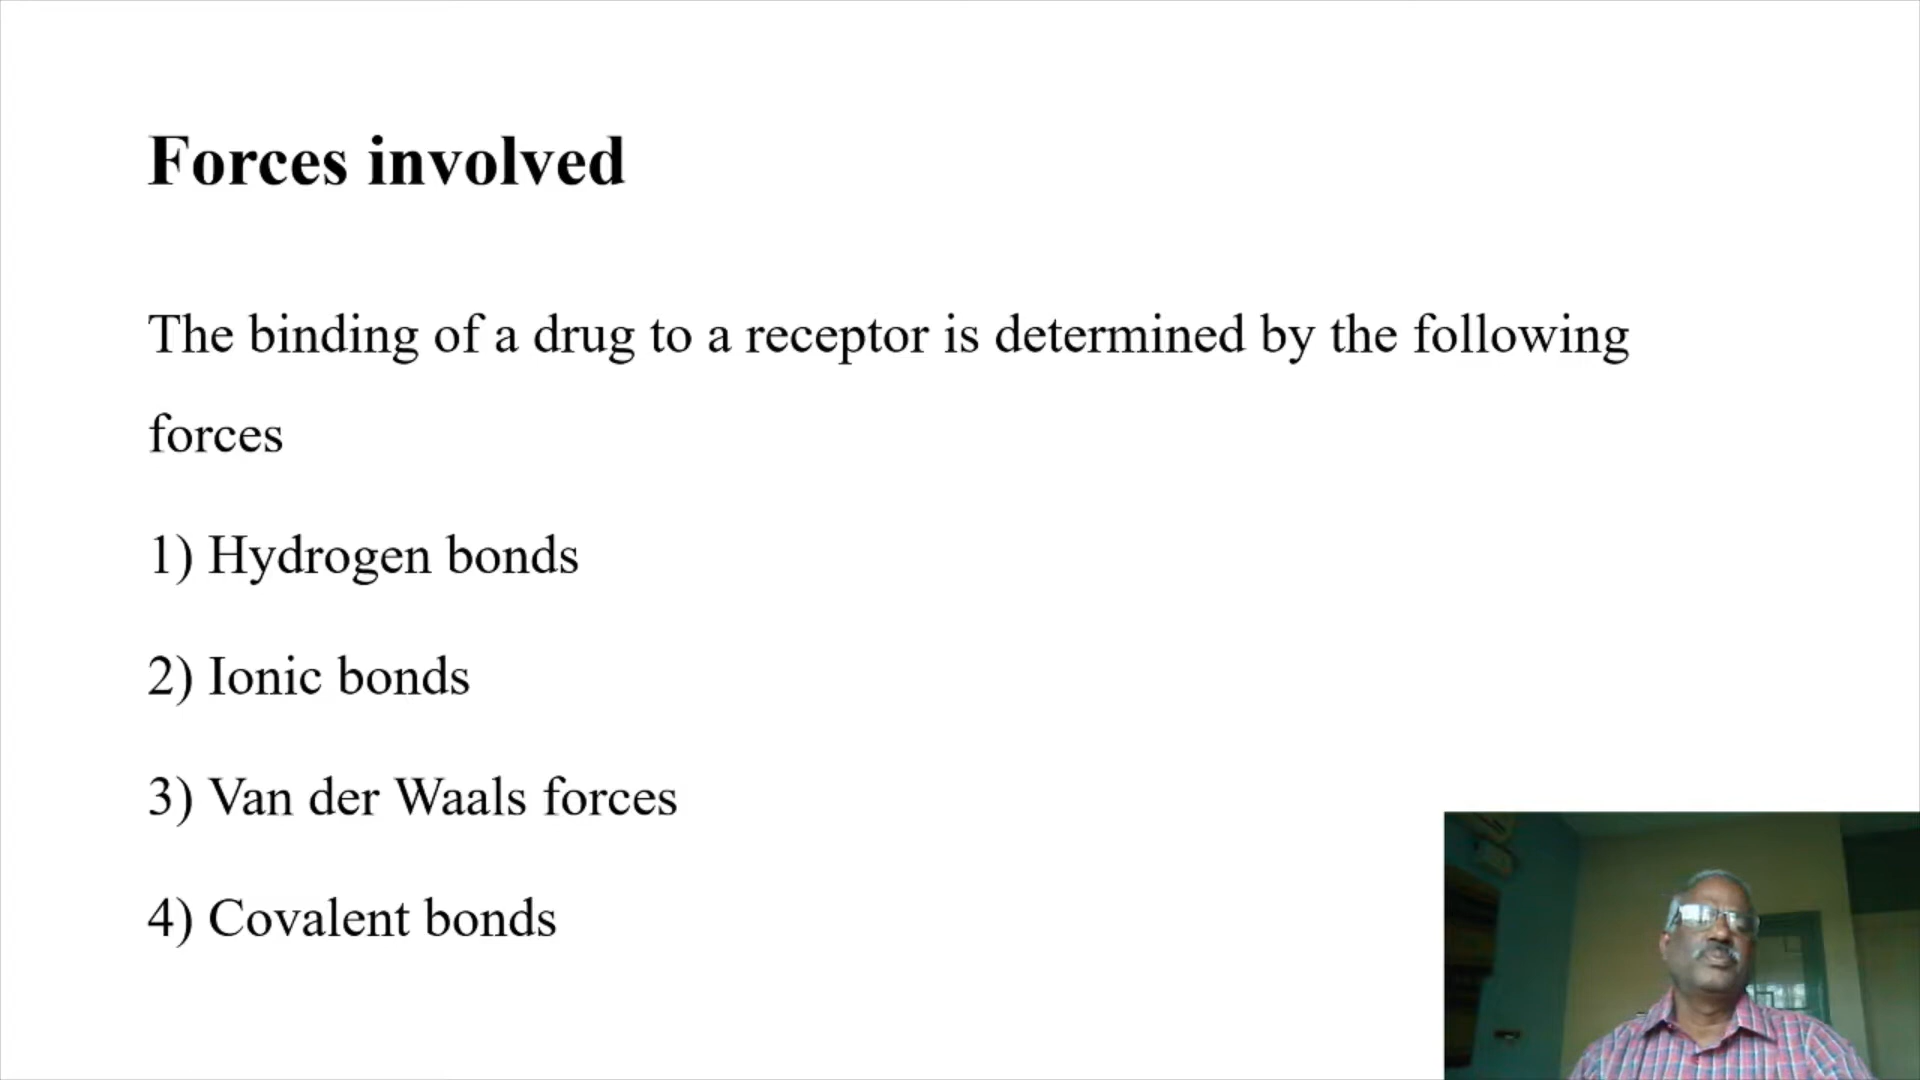 Forces involved
The binding of a drug to a receptor is determined by the following
forces
1) Hydrogen bonds
2) Ionic bonds
3) Van der Waals forces
4) Covalent bonds